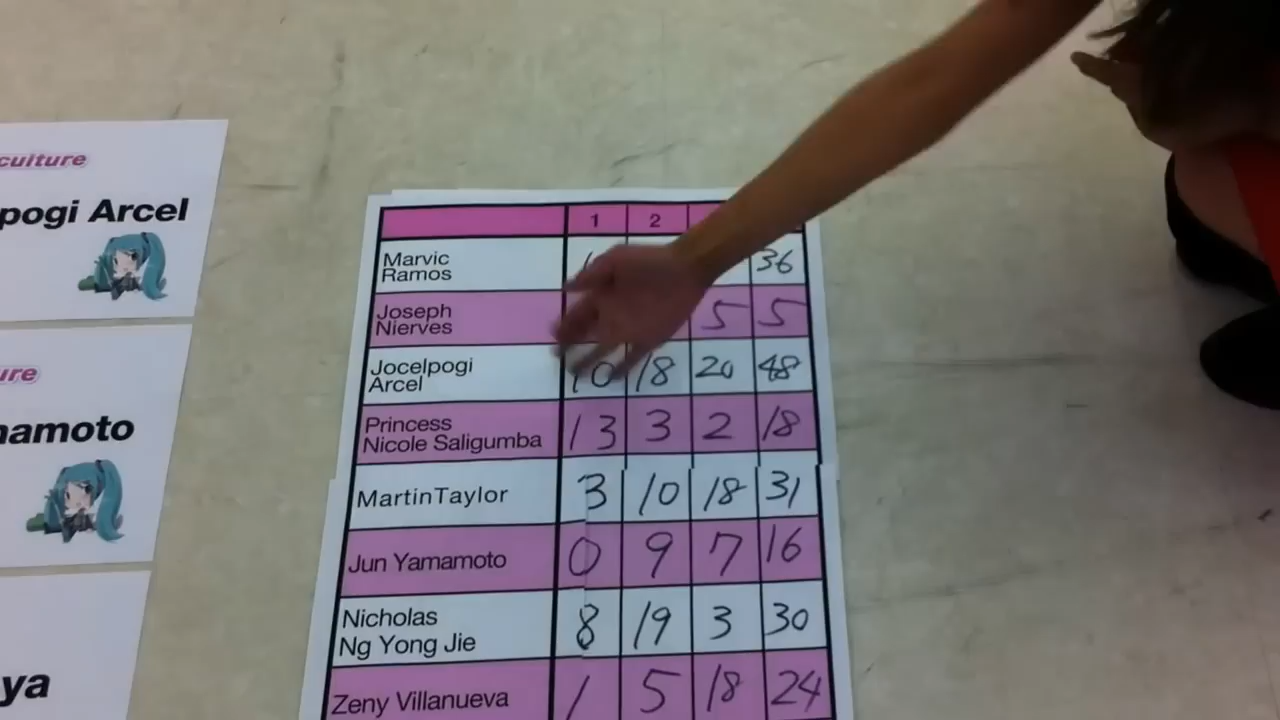 culture
pogi Arcel
ure
amoto
ya
1 2
Marvic
Ramos
36
Joseph
Nierves
5 5
Jocelpogi
Arcel
10 18 20 48
Princess
Nicole Saligumba
13 3 2 18
MartinTaylor
3 10 18 31
Jun Yamamoto
0 9 7 16
Nicholas
Ng Yong Jie
8 19 3 30
Zeny Villanueva
1 5 18 24